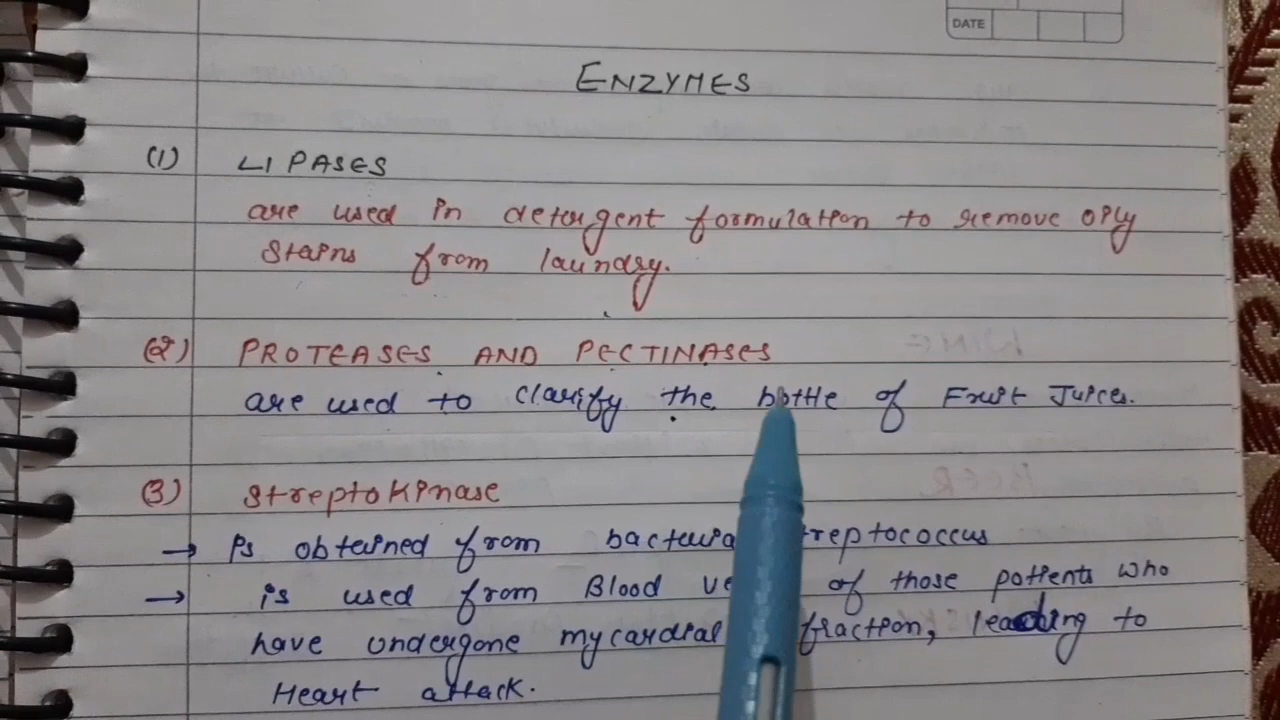 DATE
ENZYMES
(1) LIPASES
are used in detergent formulation to remove oily
stains from laundry.
(2) PROTEASES AND PECTINASES
are used to clarify the bottle of Fruit Juices.
(3) Streptokinase
→ is obtained from bacteria treptococcus
→ is used from Blood ve of those patients who
have undergone mycardial fraction, leading to
Heart attack.